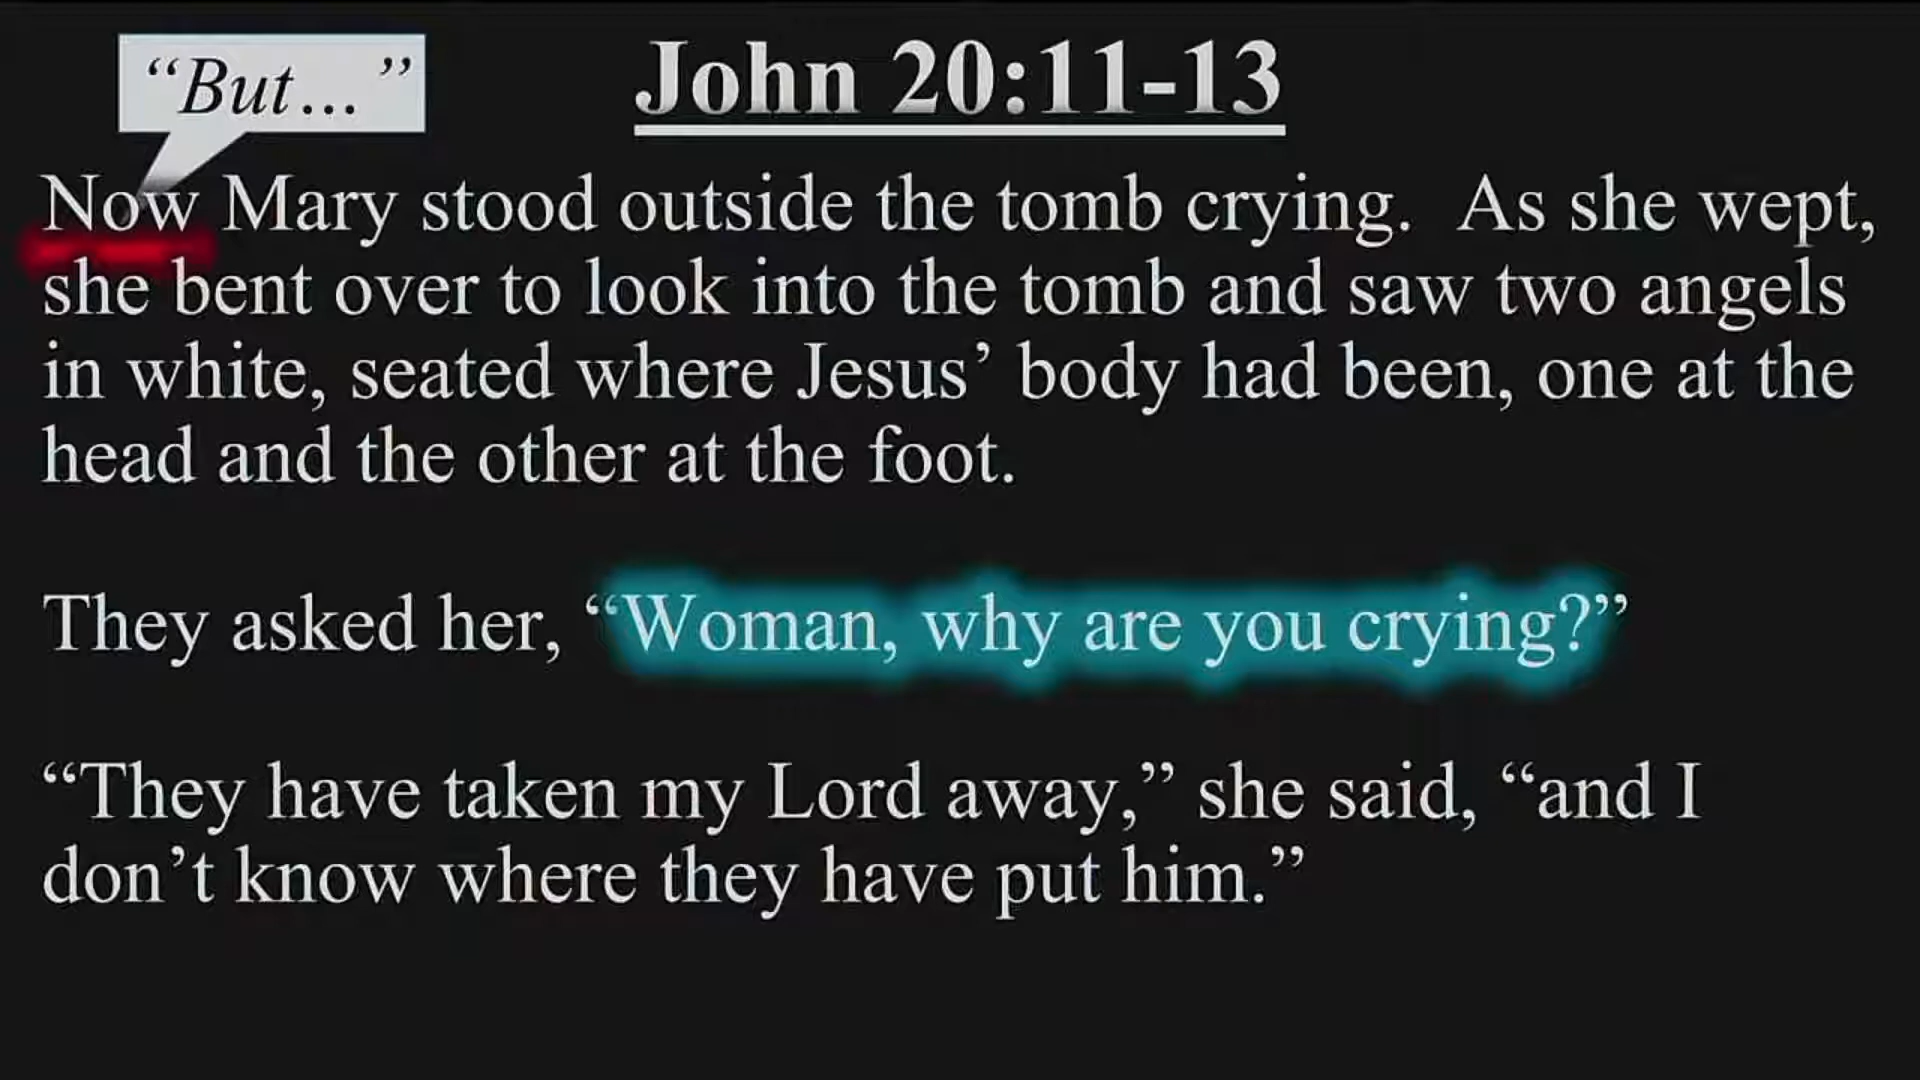 “But…”
John 20:11-13
Now Mary stood outside the tomb crying.  As she wept,
she bent over to look into the tomb and saw two angels
in white, seated where Jesus’ body had been, one at the
head and the other at the foot.
They asked her, “Woman, why are you crying?”
“They have taken my Lord away,” she said, “and I
don’t know where they have put him.”